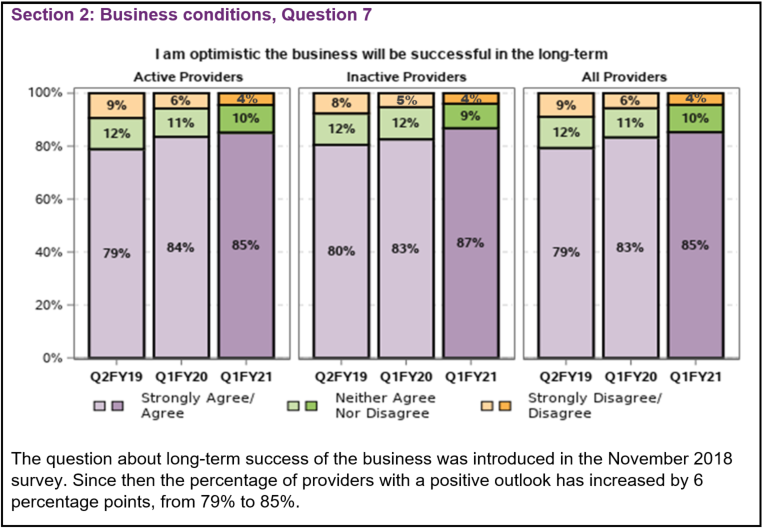 Section 2: Business conditions, Question 7
I am optimistic the business will be successful in the long-term
Active Providers Inactive Providers All Providers
100%
80%
60%
40%
20%
0%
9% 6% 4% 8% 5% 4% 9% 6% 4%
12% 11% 10% 12% 12% 9% 12% 11% 10%
79% 84% 85% 80% 83% 87% 79% 83% 85%
Q2FY19 Q1FY20 Q1FY21 Q2FY19 Q1FY20 Q1FY21 Q2FY19 Q1FY20 Q1FY21
Strongly Agree/ Neither Agree Strongly Disagree/
Agree Nor Disagree Disagree
The question about long-term success of the business was introduced in the November 2018
survey. Since then the percentage of providers with a positive outlook has increased by 6
percentage points, from 79% to 85%.